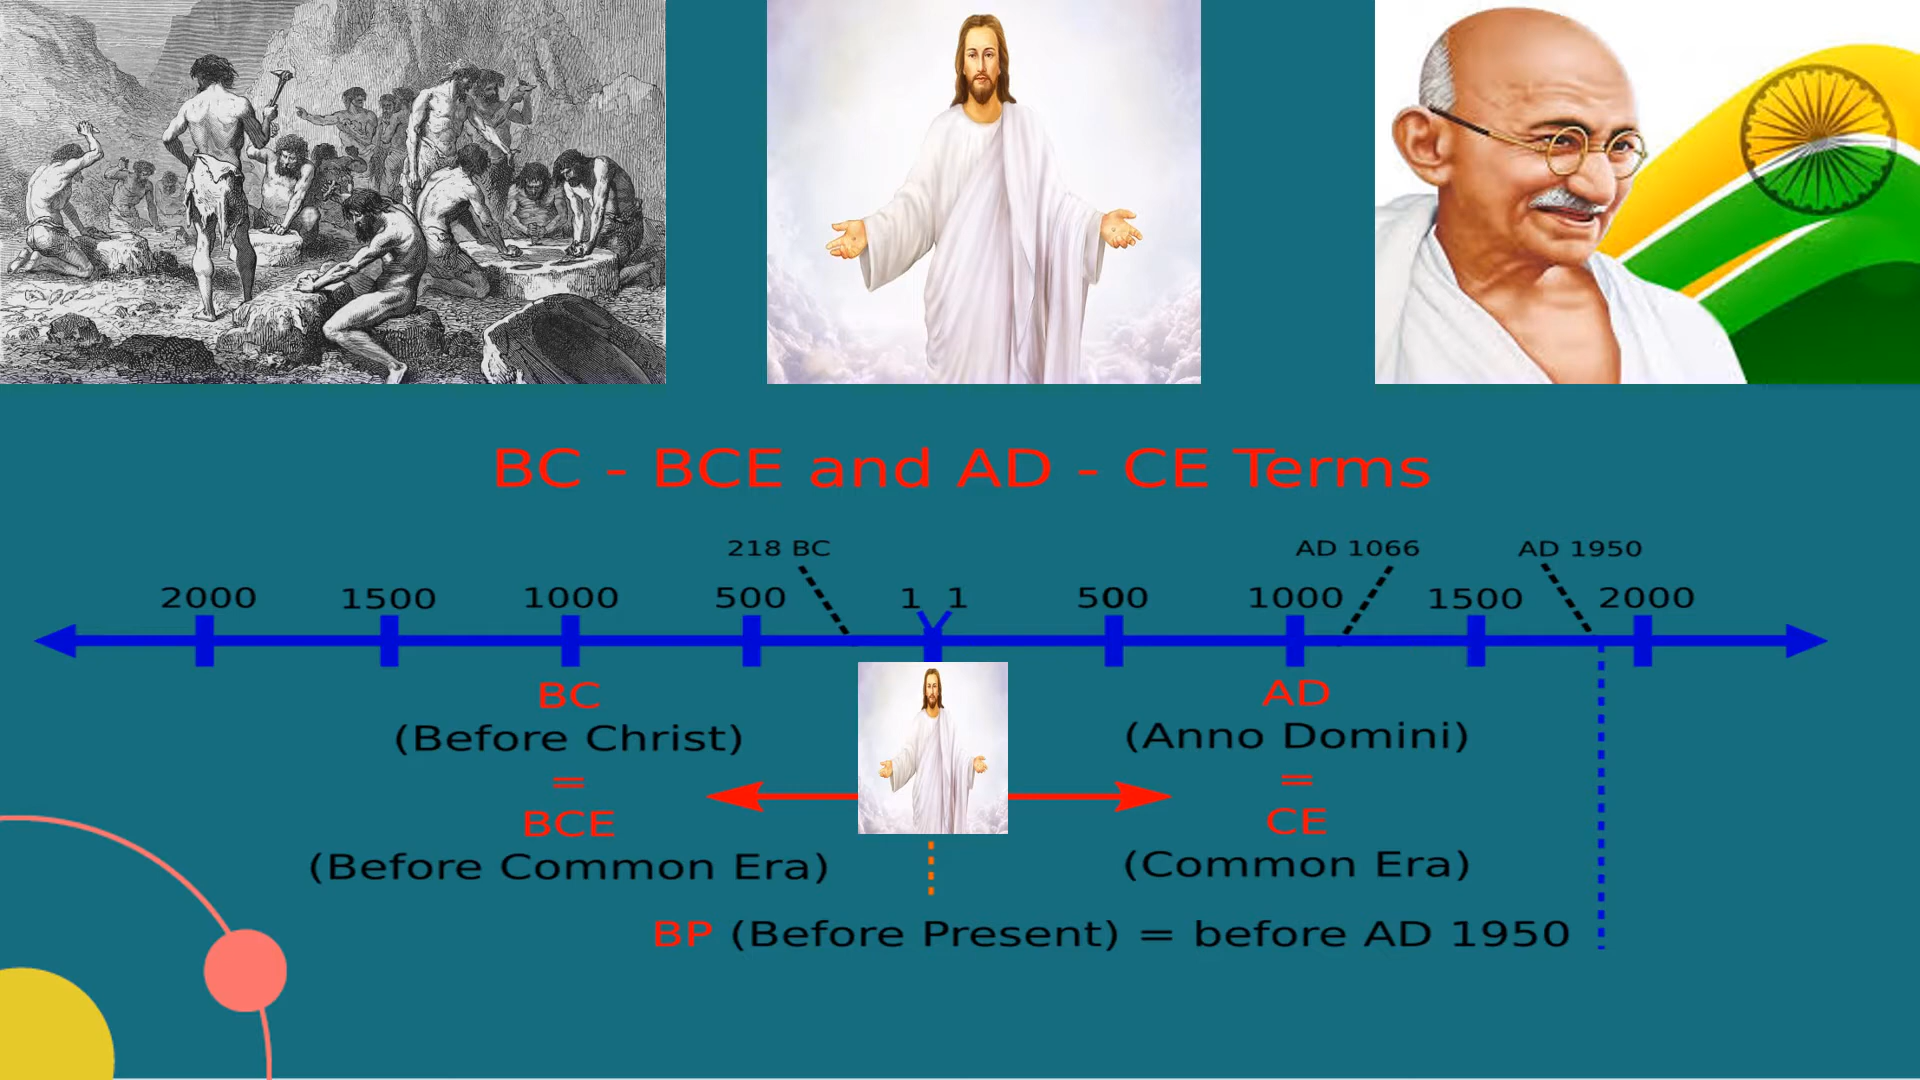 BC - BCE and AD - CE Terms
218 BC AD 1066 AD 1950
2000 1500 1000 500 1 1 500 1000 1500 2000
BC
(Before Christ)
=
BCE
(Before Common Era)
AD
(Anno Domini)
=
CE
(Common Era)
BP (Before Present) = before AD 1950